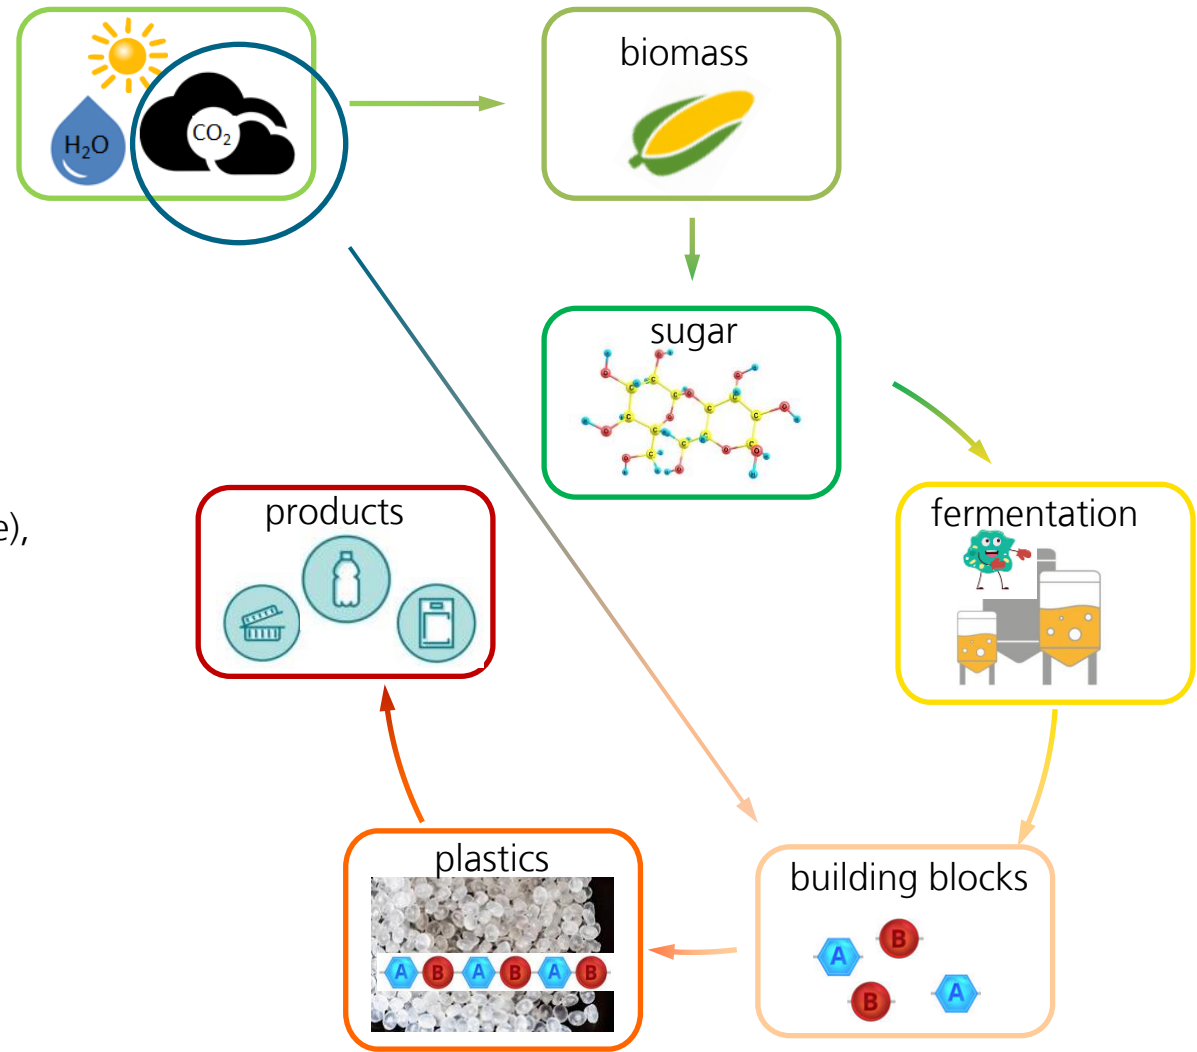 H₂O
CO₂
biomass
sugar
e),
products
fermentation
plastics
A B A B A B
building blocks
B
A
A
B